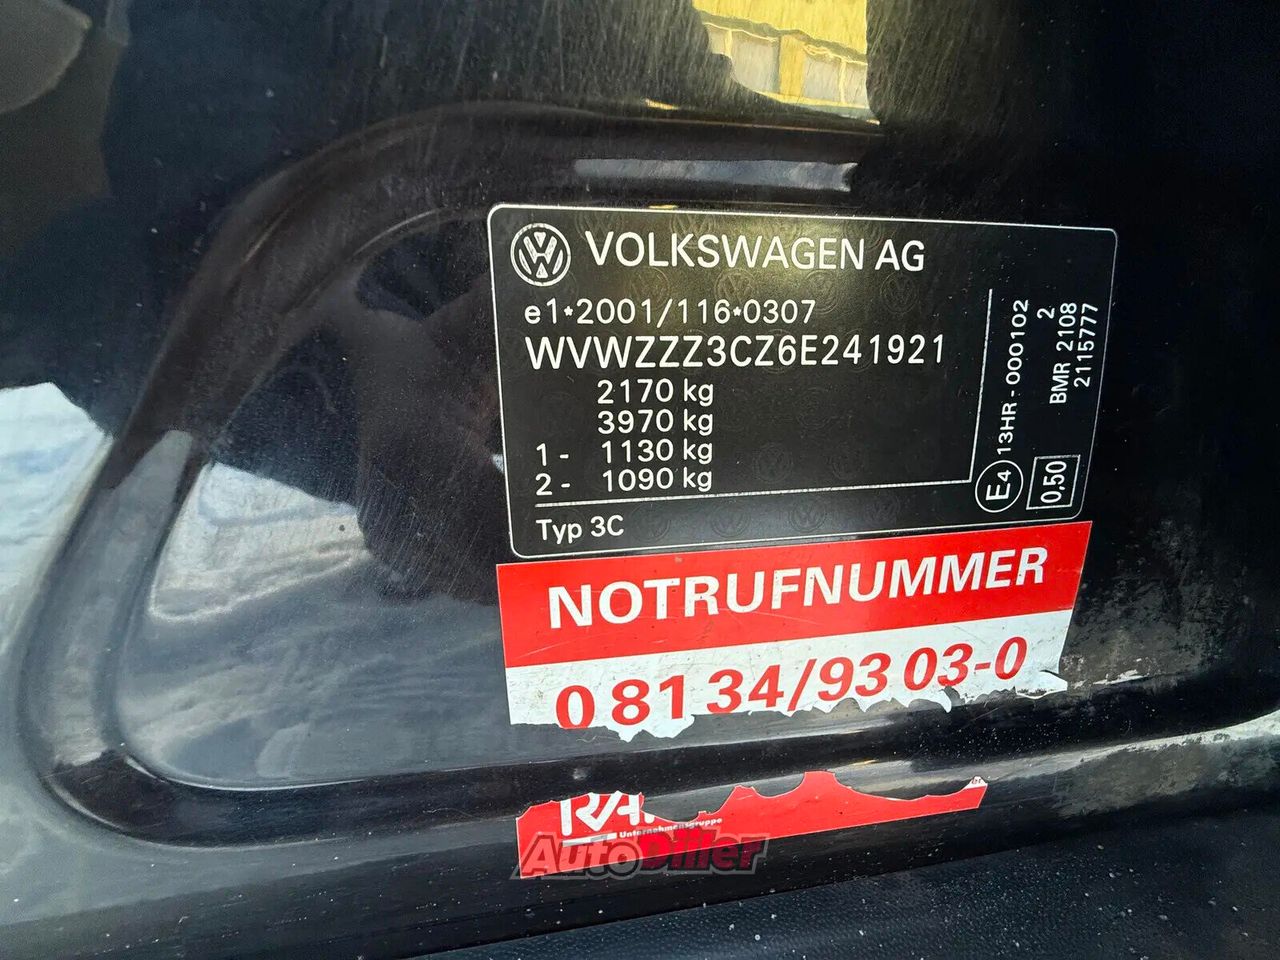 VOLKSWAGEN AG
e1*2001/116*0307
WVWZZZ3CZ6E241921
2170 kg
3970 kg
1 - 1130 kg
2 - 1090 kg
Typ 3C
E4
13HR - 000102
2
BMR 2108
2115777
0,50
NOTRUFNUMMER
0 81 34/93 03-0
Unternehmensgruppe
AutoDiller